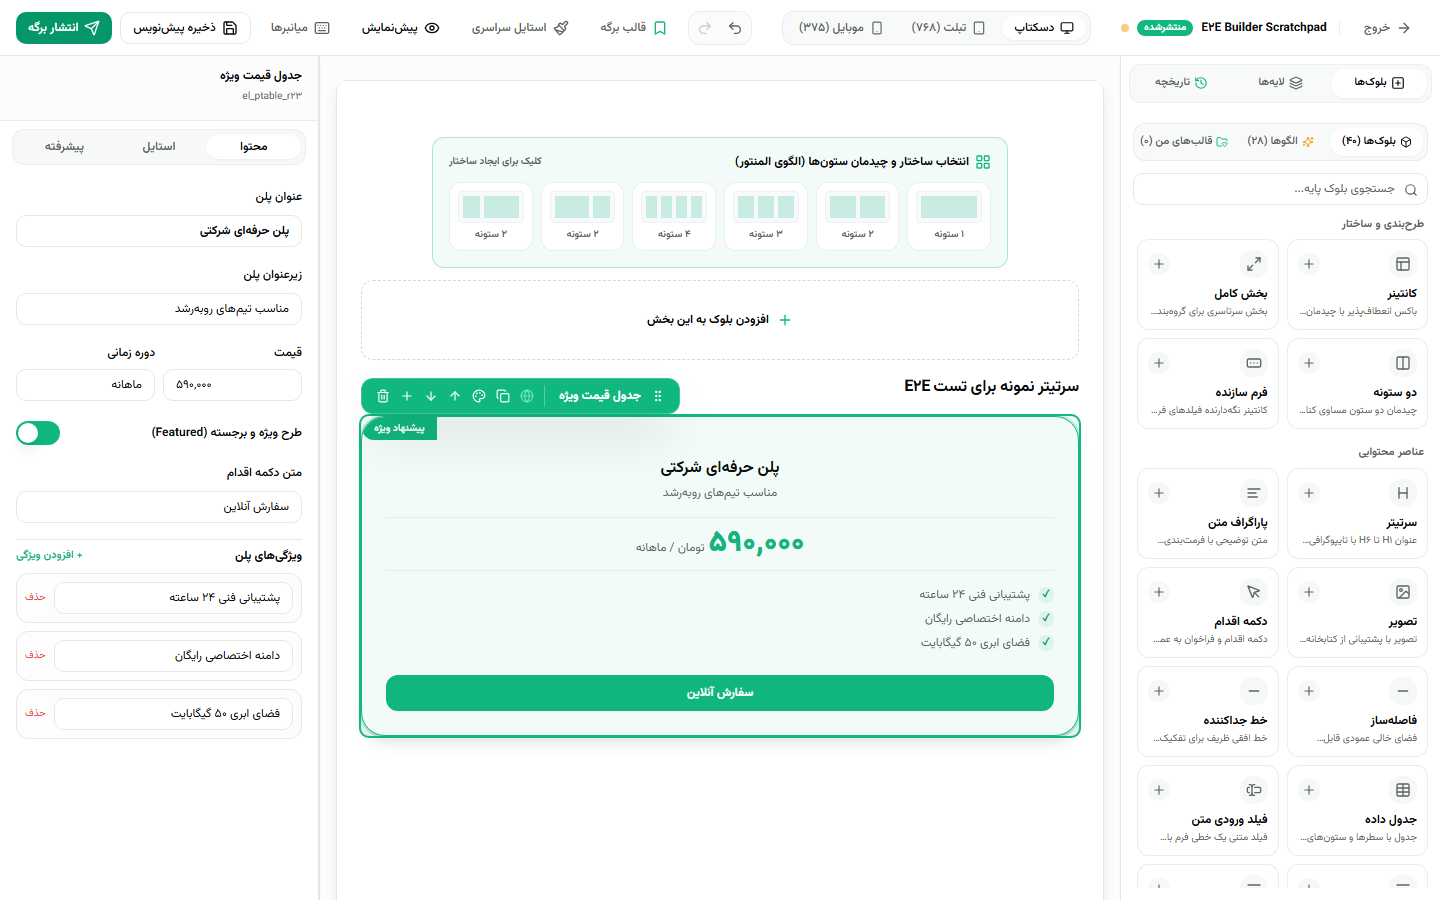 خروج
E2E Builder Scratchpad
منتشرشده
دسکتاپ
تبلت (۷۶۸)
موبایل (۳۷۵)
قالب برگه
استایل سراسری
پیش‌نمایش
میانبرها
ذخیره پیش‌نویس
انتشار برگه
بلوک‌ها
لایه‌ها
تاریخچه
بلوک‌ها (۴۰)
الگوها (۲۸)
قالب‌های من (۰)
جستجوی بلوک پایه...
طرح‌بندی و ساختار
کانتینر
باکس انعطاف‌پذیر با چیدمان...
بخش کامل
بخش سرتاسری برای گروه‌بند...
دو ستونه
چیدمان دو ستون مساوی کنا...
فرم سازنده
کانتینر نگه‌دارنده فیلدهای فر...
عناصر محتوایی
سرتیتر
عنوان H۱ تا H۶ با تایپوگرافی...
پاراگراف متن
متن توضیحی با فرمت‌بندی...
تصویر
تصویر با پشتیبانی از کتابخانه...
دکمه اقدام
دکمه اقدام و فراخوان به عم...
فاصله‌ساز
فضای خالی عمودی قابل...
خط جداکننده
خط افقی ظریف برای تفکیک...
جدول داده
جدول با سطرها و ستون‌های...
فیلد ورودی متن
فیلد متنی یک خطی فرم با...
انتخاب ساختار و چیدمان ستون‌ها (الگوی المنتور)
کلیک برای ایجاد ساختار
۱ ستونه
۲ ستونه
۳ ستونه
۴ ستونه
۲ ستونه
۲ ستونه
افزودن بلوک به این بخش
سرتیتر نمونه برای تست E۲E
جدول قیمت ویژه
پیشنهاد ویژه
پلن حرفه‌ای شرکتی
مناسب تیم‌های روبه‌رشد
۵۹۰,۰۰۰ تومان / ماهانه
پشتیبانی فنی ۲۴ ساعته
دامنه اختصاصی رایگان
فضای ابری ۵۰ گیگابایت
سفارش آنلاین
جدول قیمت ویژه
el_ptable_r۲۳
محتوا
استایل
پیشرفته
عنوان پلن
پلن حرفه‌ای شرکتی
زیرعنوان پلن
مناسب تیم‌های روبه‌رشد
قیمت
دوره زمانی
۵۹۰,۰۰۰
ماهانه
طرح ویژه و برجسته (Featured)
متن دکمه اقدام
سفارش آنلاین
ویژگی‌های پلن
+ افزودن ویژگی
پشتیبانی فنی ۲۴ ساعته
حذف
دامنه اختصاصی رایگان
حذف
فضای ابری ۵۰ گیگابایت
حذف